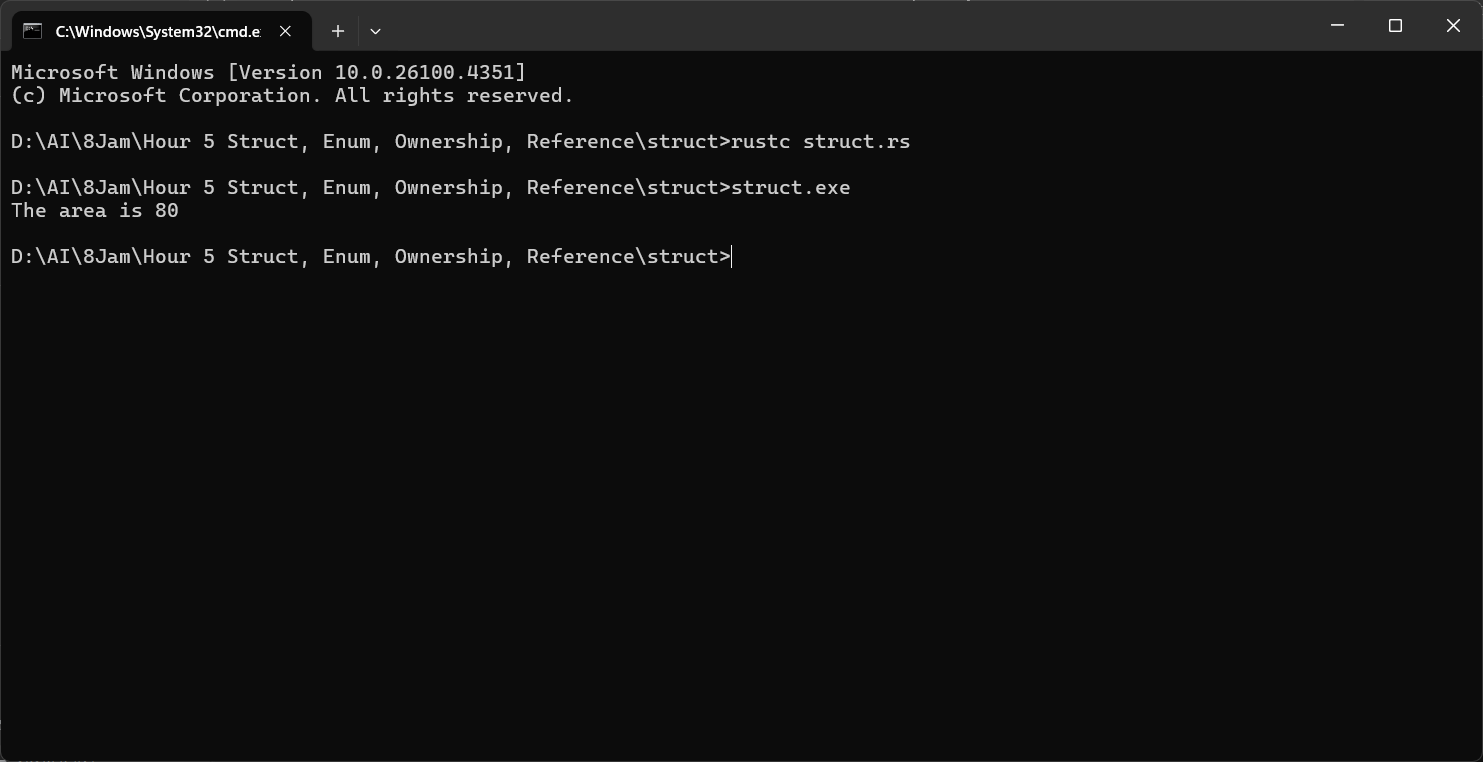 C:\Windows\System32\cmd.e
Microsoft Windows [Version 10.0.26100.4351]
(c) Microsoft Corporation. All rights reserved.
D:\AI\8Jam\Hour 5 Struct, Enum, Ownership, Reference\struct>rustc struct.rs
D:\AI\8Jam\Hour 5 Struct, Enum, Ownership, Reference\struct>struct.exe
The area is 80
D:\AI\8Jam\Hour 5 Struct, Enum, Ownership, Reference\struct>